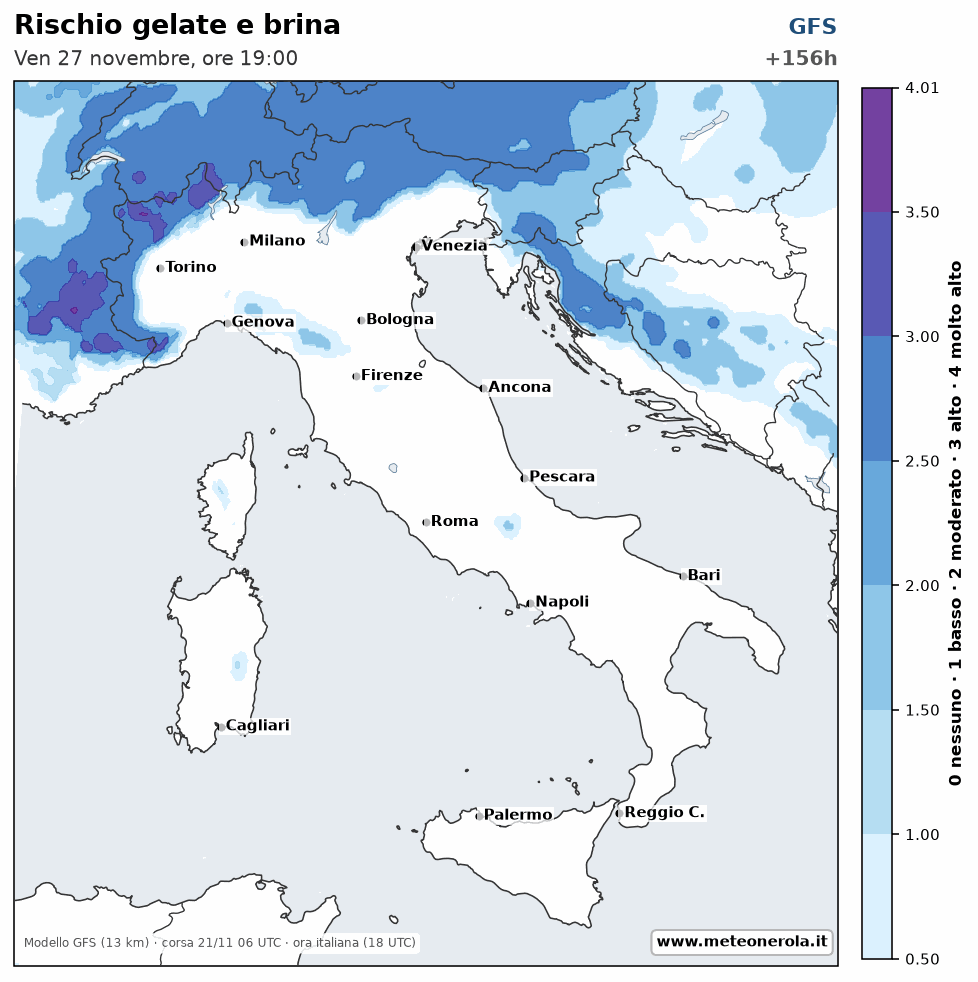 Rischio gelate e brina
GFS
Ven 27 novembre, ore 19:00
+156h
4.01
3.50
3.00
2.50
2.00
1.50
1.00
0.50
0 nessuno · 1 basso · 2 moderato · 3 alto · 4 molto alto
Milano
Venezia
Torino
Genova
Bologna
Firenze
Ancona
Pescara
Roma
Bari
Napoli
Cagliari
Palermo
Reggio C.
Modello GFS (13 km) · corsa 21/11 06 UTC · ora italiana (18 UTC)
www.meteonerola.it